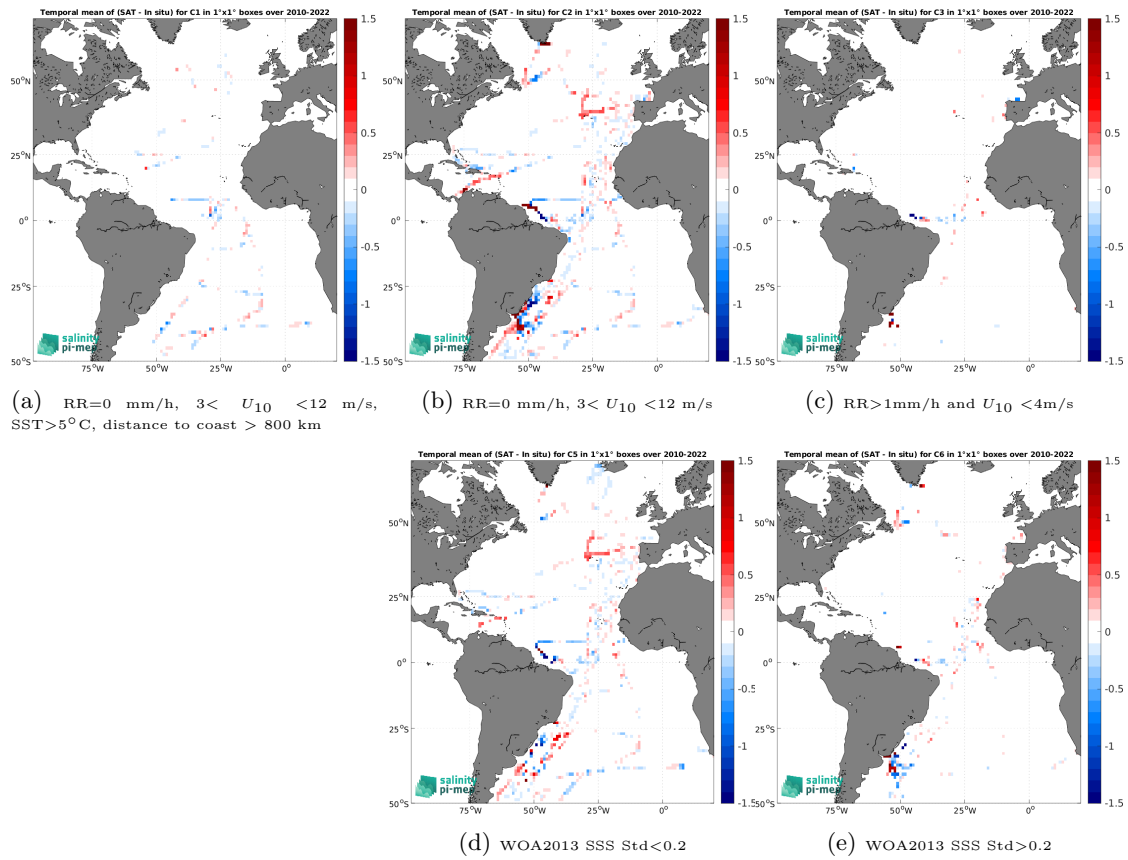 Temporal mean of (SAT - In situ) for C1 in 1°x1° boxes over 2010-2022
50°N
25°N
0°
25°S
50°S
75°W
50°W
25°W
0°
1.5
1
0.5
0
-0.5
-1
-1.5
salinity
pi-mep
Temporal mean of (SAT - In situ) for C2 in 1°x1° boxes over 2010-2022
50°N
25°N
0°
25°S
50°S
75°W
50°W
25°W
0°
1.5
1
0.5
0
-0.5
-1
-1.5
salinity
pi-mep
Temporal mean of (SAT - In situ) for C3 in 1°x1° boxes over 2010-2022
50°N
25°N
0°
25°S
50°S
75°W
50°W
25°W
0°
1.5
1
0.5
0
-0.5
-1
-1.5
salinity
pi-mep
(a) RR=0 mm/h, 3< U10 <12 m/s,
SST>5°C, distance to coast > 800 km
(b) RR=0 mm/h, 3< U10 <12 m/s
(c) RR>1mm/h and U10 <4m/s
Temporal mean of (SAT - In situ) for C5 in 1°x1° boxes over 2010-2022
50°N
25°N
0°
25°S
50°S
75°W
50°W
25°W
0°
1.5
1
0.5
0
-0.5
-1
-1.5
salinity
pi-mep
Temporal mean of (SAT - In situ) for C6 in 1°x1° boxes over 2010-2022
50°N
25°N
0°
25°S
50°S
75°W
50°W
25°W
0°
1.5
1
0.5
0
-0.5
-1
-1.5
salinity
pi-mep
(d) WOA2013 SSS Std<0.2
(e) WOA2013 SSS Std>0.2